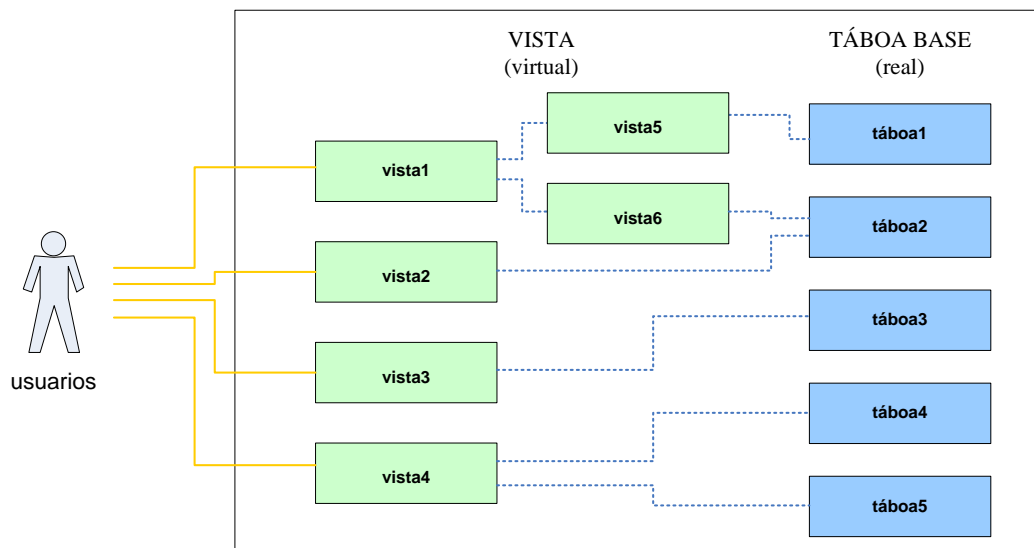 VISTA
(virtual)
TÁBOA BASE
(real)
vista5
táboa1
vista1
vista6
táboa2
vista2
táboa3
vista3
usuarios
táboa4
vista4
táboa5